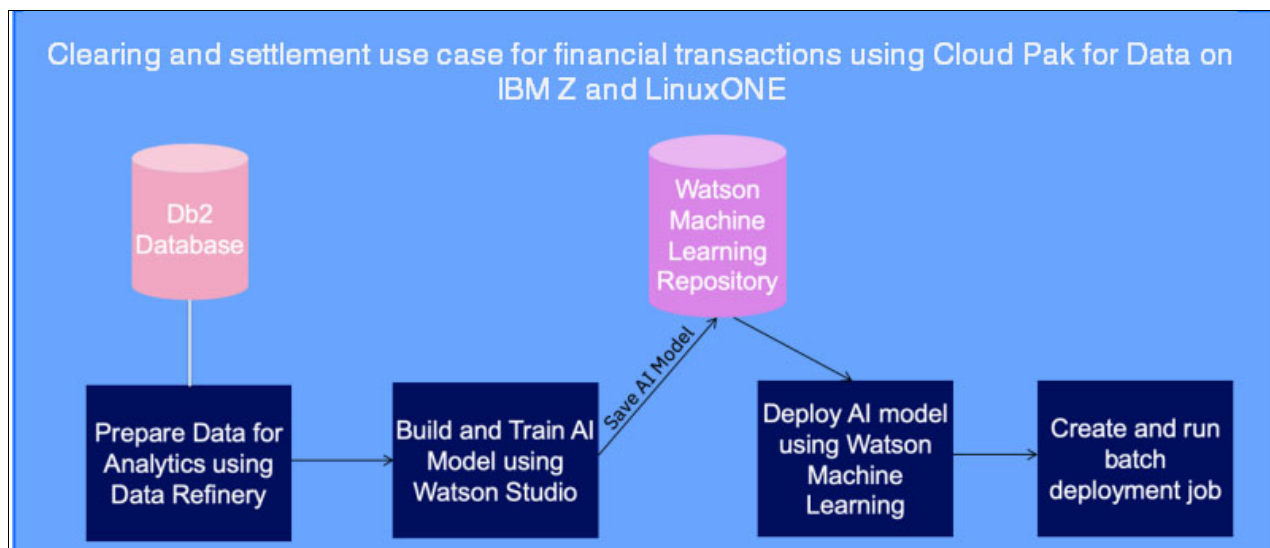 Clearing and settlement use case for financial transactions using Cloud Pak for Data on
IBM Z and LinuxONE
Db2
Database
Watson
Machine
Learning
Repository
Save AI Model
Prepare Data for
Analytics using
Data Refinery
Build and Train AI
Model using
Watson Studio
Deploy AI model
using Watson
Machine
Learning
Create and run
batch
deployment job